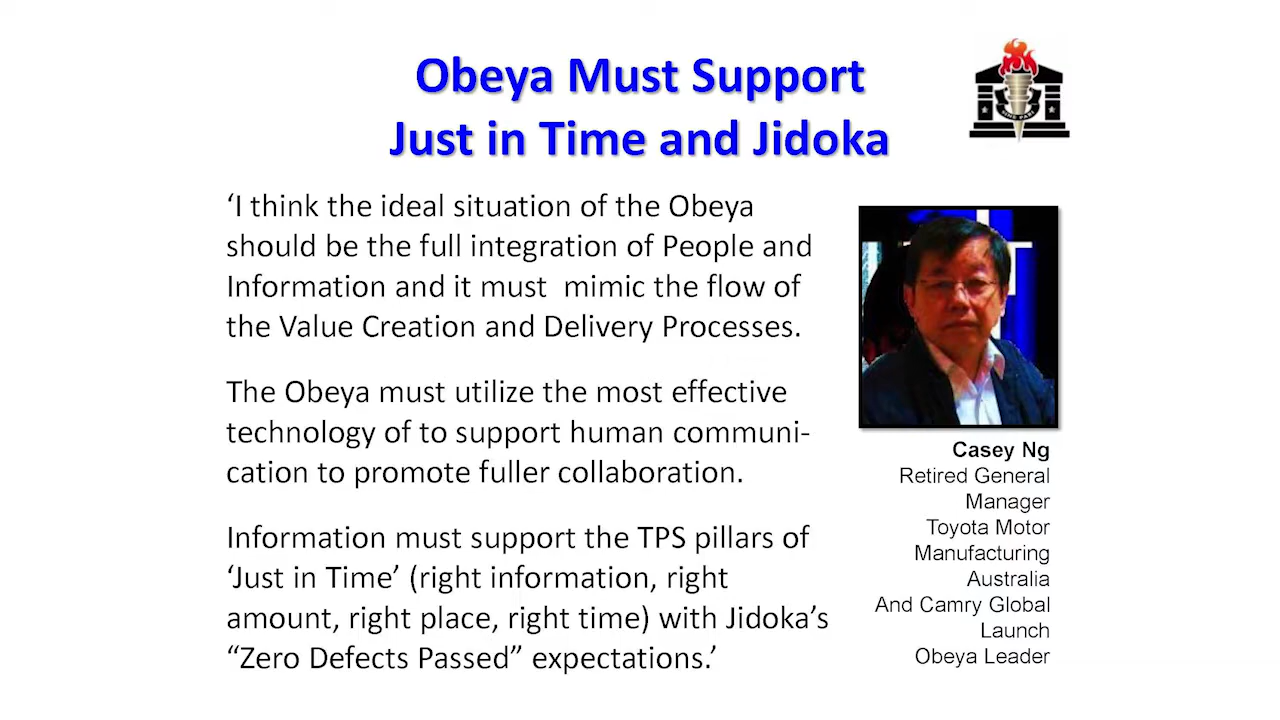 Obeya Must Support
Just in Time and Jidoka
‘I think the ideal situation of the Obeya
should be the full integration of People and
Information and it must  mimic the flow of
the Value Creation and Delivery Processes.
The Obeya must utilize the most effective
technology of to support human communi-
cation to promote fuller collaboration.
Information must support the TPS pillars of
‘Just in Time’ (right information, right
amount, right place, right time) with Jidoka’s
“Zero Defects Passed” expectations.’
Casey Ng
Retired General
Manager
Toyota Motor
Manufacturing
Australia
And Camry Global
Launch
Obeya Leader